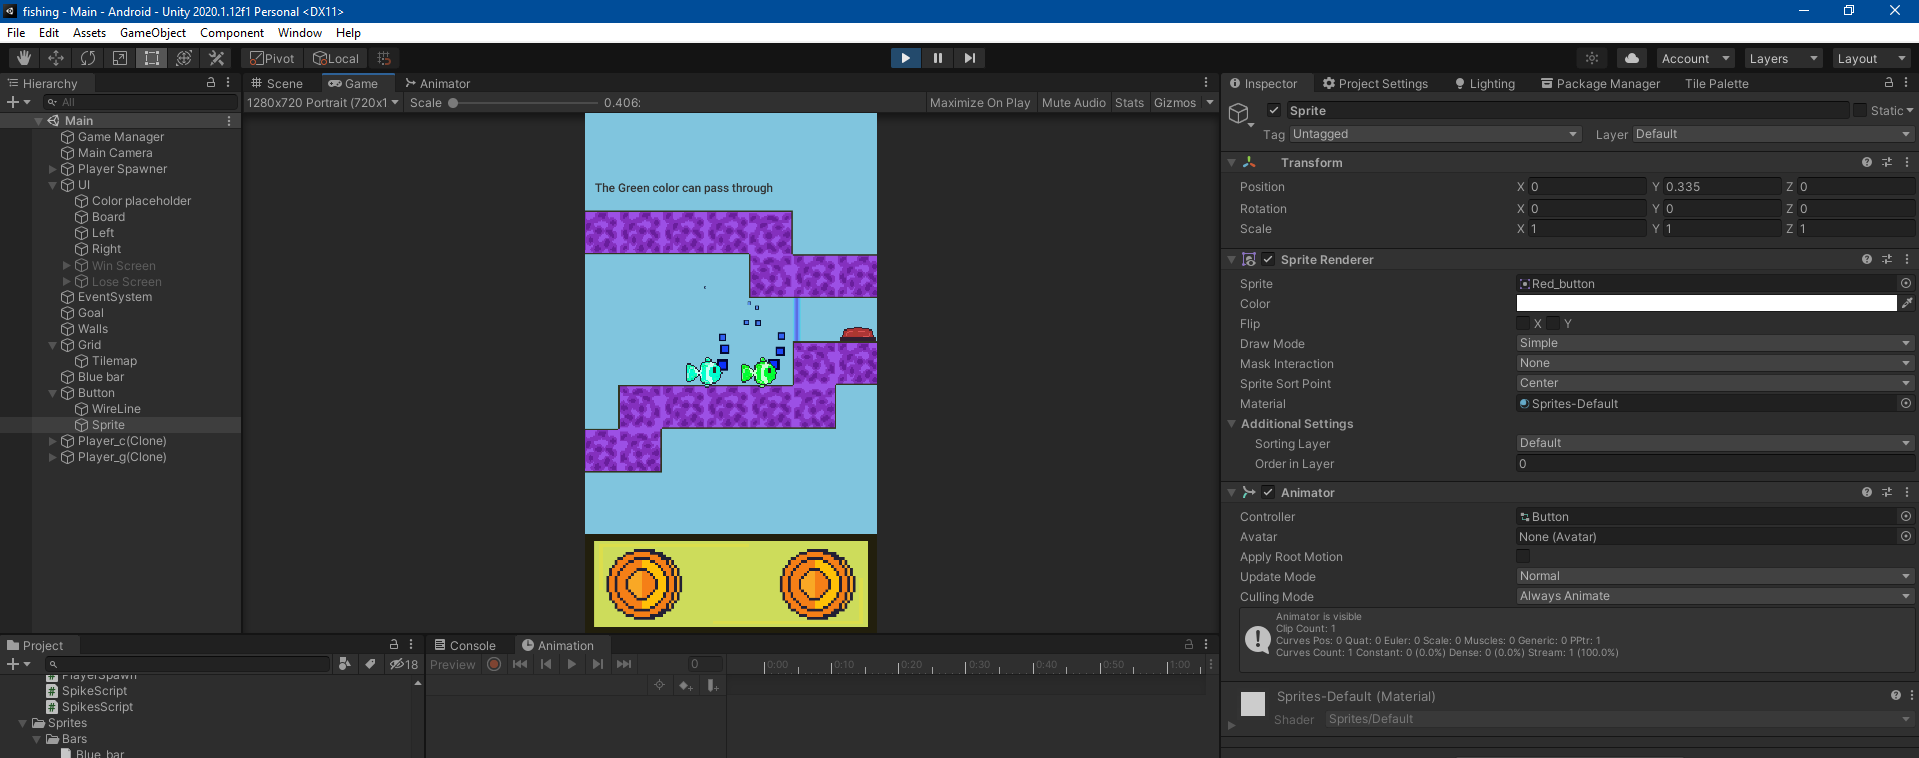 fishing - Main - Android - Unity 2020.1.12f1 Personal <DX11>
File Edit Assets GameObject Component Window Help
Pivot Local Account Layers Layout
Hierarchy
All
Main
Game Manager
Main Camera
Player Spawner
UI
Color placeholder
Board
Left
Right
Win Screen
Lose Screen
EventSystem
Goal
Walls
Grid
Tilemap
Blue bar
Button
WireLine
Sprite
Player_c(Clone)
Player_g(Clone)
Scene Game Animator
1280x720 Portrait (720x1 Scale 0.406: Maximize On Play Mute Audio Stats Gizmos
The Green color can pass through
Inspector Project Settings Lighting Package Manager Tile Palette
Sprite Static
Tag Untagged Layer Default
Transform
Position X 0 Y 0.335 Z 0
Rotation X 0 Y 0 Z 0
Scale X 1 Y 1 Z 1
Sprite Renderer
Sprite Red_button
Color
Flip X Y
Draw Mode Simple
Mask Interaction None
Sprite Sort Point Center
Material Sprites-Default
Additional Settings
Sorting Layer Default
Order in Layer 0
Animator
Controller Button
Avatar None (Avatar)
Apply Root Motion
Update Mode Normal
Culling Mode Always Animate
Animator is visible
Clip Count: 1
Curves Pos: 0 Quat: 0 Euler: 0 Scale: 0 Muscles: 0 Generic: 0 PPtr: 1
Curves Count: 1 Constant: 0 (0.0%) Dense: 0 (0.0%) Stream: 1 (100.0%)
Sprites-Default (Material)
Shader Sprites/Default
Project
18
PlayerSpawn
SpikeScript
SpikesScript
Sprites
Bars
Blue_bar
Console Animation
Preview 0 0:00 0:10 0:20 0:30 0:40 0:50 1:00